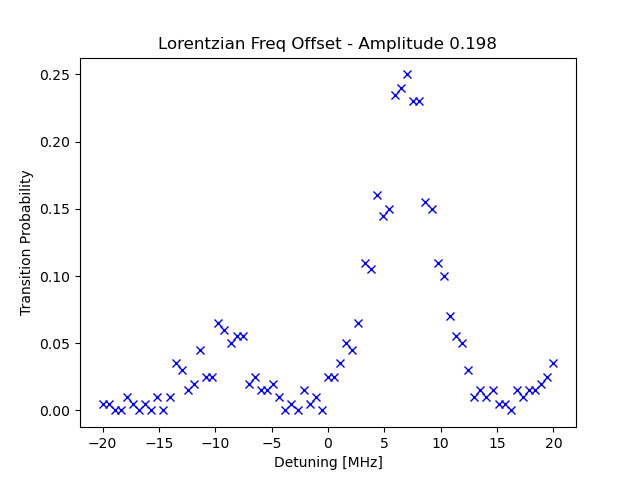 Lorentzian Freq Offset - Amplitude 0.198
Transition Probability
0.25
0.20
0.15
0.10
0.05
0.00
−20 −15 −10 −5 0 5 10 15 20
Detuning [MHz]